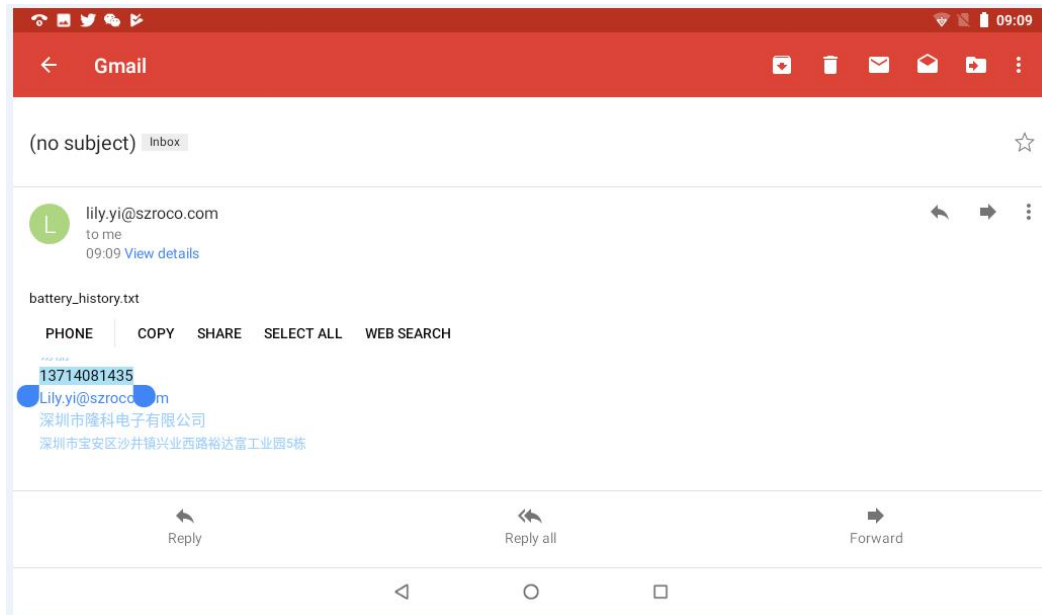 09:09
Gmail
(no subject) Inbox
L
lily.yi@szroco.com
to me
09:09 View details
battery_history.txt
PHONE COPY SHARE SELECT ALL WEB SEARCH
13714081435
Lily.yi@szroco m
深圳市隆科电子有限公司
深圳市宝安区沙井镇兴业西路裕达富工业园5栋
Reply Reply all Forward